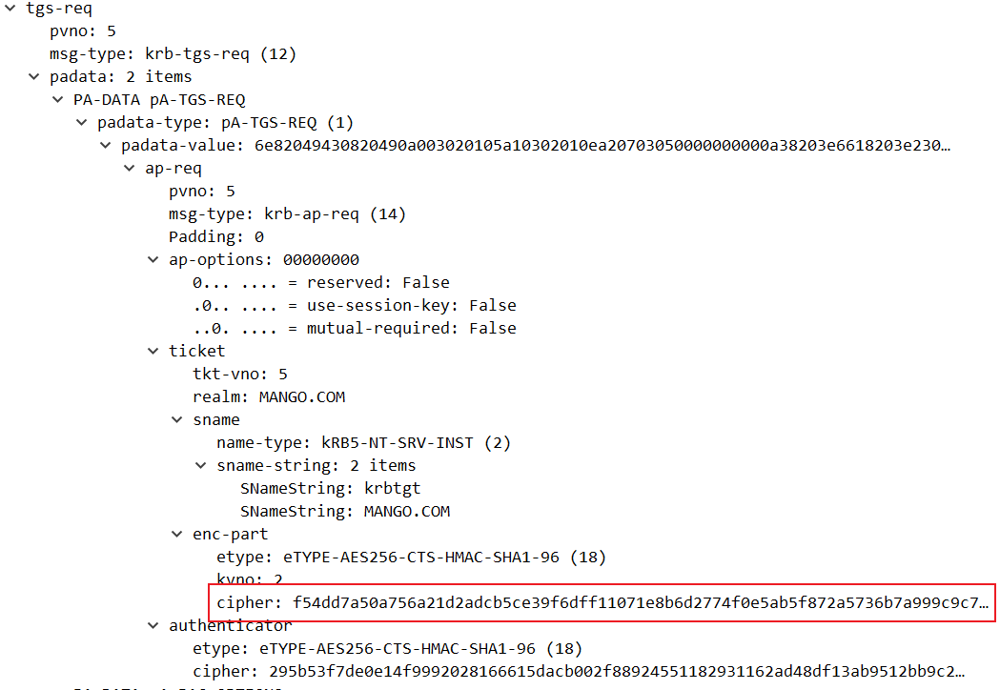 tgs-req
pvno: 5
msg-type: krb-tgs-req (12)
padata: 2 items
PA-DATA pA-TGS-REQ
padata-type: pA-TGS-REQ (1)
padata-value: 6e82049430820490a003020105a10302010ea20703050000000000a38203e6618203e230…
ap-req
pvno: 5
msg-type: krb-ap-req (14)
Padding: 0
ap-options: 00000000
0... .... = reserved: False
.0.. .... = use-session-key: False
..0. .... = mutual-required: False
ticket
tkt-vno: 5
realm: MANGO.COM
sname
name-type: kRB5-NT-SRV-INST (2)
sname-string: 2 items
SNameString: krbtgt
SNameString: MANGO.COM
enc-part
etype: eTYPE-AES256-CTS-HMAC-SHA1-96 (18)
kvno: 2
cipher: f54dd7a50a756a21d2adcb5ce39f6dff11071e8b6d2774f0e5ab5f872a5736b7a999c9c7…
authenticator
etype: eTYPE-AES256-CTS-HMAC-SHA1-96 (18)
cipher: 295b53f7de0e14f9992028166615dacb002f88924551182931162ad48df13ab9512bb9c2…